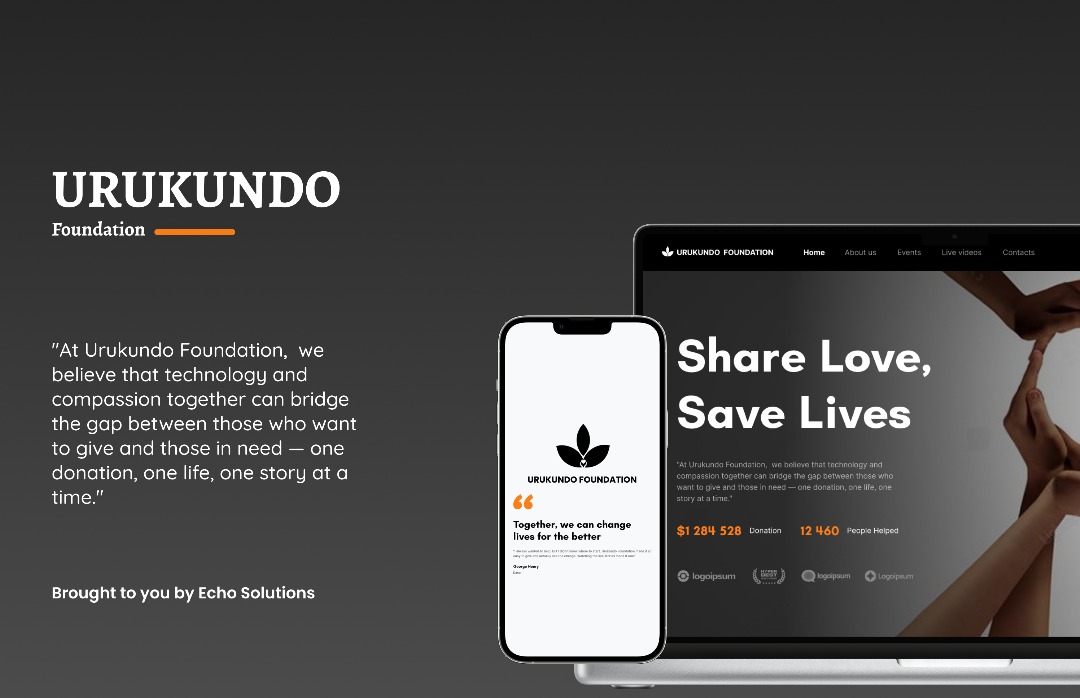 URUKUNDO
Foundation
"At Urukundo Foundation, we
believe that technology and
compassion together can bridge
the gap between those who want
to give and those in need — one
donation, one life, one story at a
time."
Brought to you by Echo Solutions
URUKUNDO FOUNDATION
Together, we can change
lives for the better
George Henry
URUKUNDO FOUNDATION Home About us Events Live videos Contacts
Share Love,
Save Lives
"At Urukundo Foundation, we believe that technology and
compassion together can bridge the gap between those who
want to give and those in need — one donation, one life, one
story at a time."
$1 284 528 Donation 12 460 People Helped
logoipsum logoipsum Logoipsum